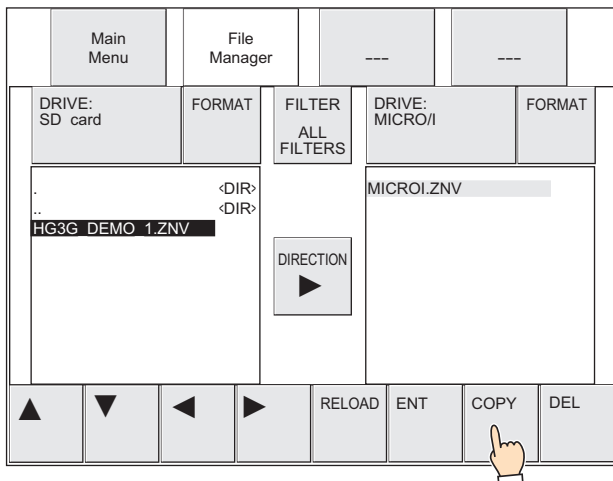 Main
Menu
File
Manager
---
---
DRIVE:
SD card
FORMAT
FILTER
ALL
FILTERS
DRIVE:
MICRO/I
FORMAT
. <DIR>
.. <DIR>
HG3G_DEMO_1.ZNV
MICROI.ZNV
DIRECTION
RELOAD
ENT
COPY
DEL